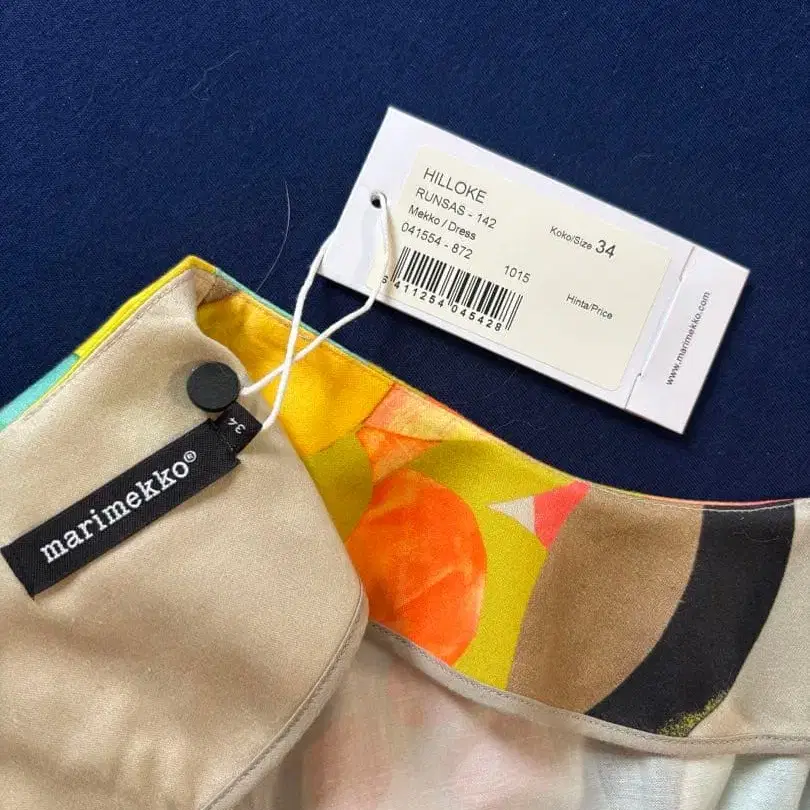 HILLOKE
RUNSAS - 142
Mekko / Dress
041554 - 872
Koko/Size 34
1015
6 411254 045428
Hinta/Price
www.marimekko.com
34
marimekko®